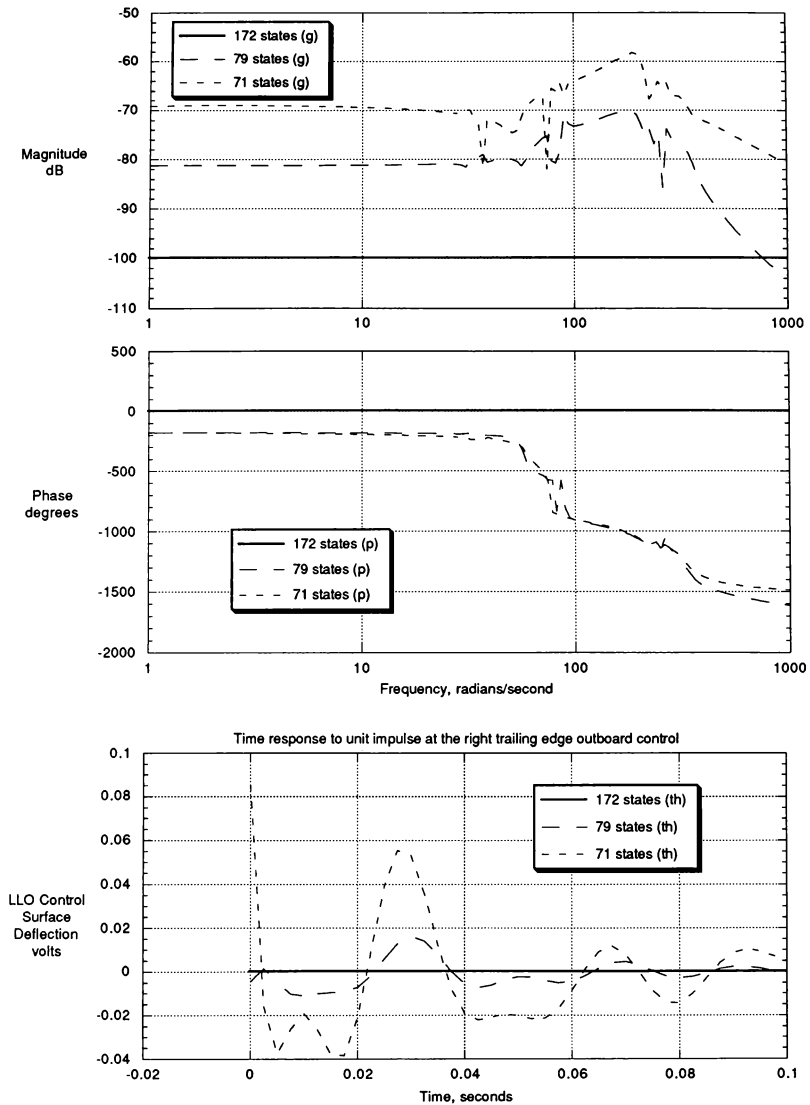 -50
-60
-70
-80
-90
-100
-110
Magnitude
dB
172 states (g)
79 states (g)
71 states (g)
1
10
100
1000
500
0
-500
-1000
-1500
-2000
Phase
degrees
172 states (p)
79 states (p)
71 states (p)
1
10
100
1000
Frequency, radians/second
Time response to unit impulse at the right trailing edge outboard control
0.1
0.08
0.06
0.04
0.02
0
-0.02
-0.04
LLO Control
Surface
Deflection
volts
172 states (th)
79 states (th)
71 states (th)
-0.02
0
0.02
0.04
0.06
0.08
0.1
Time, seconds